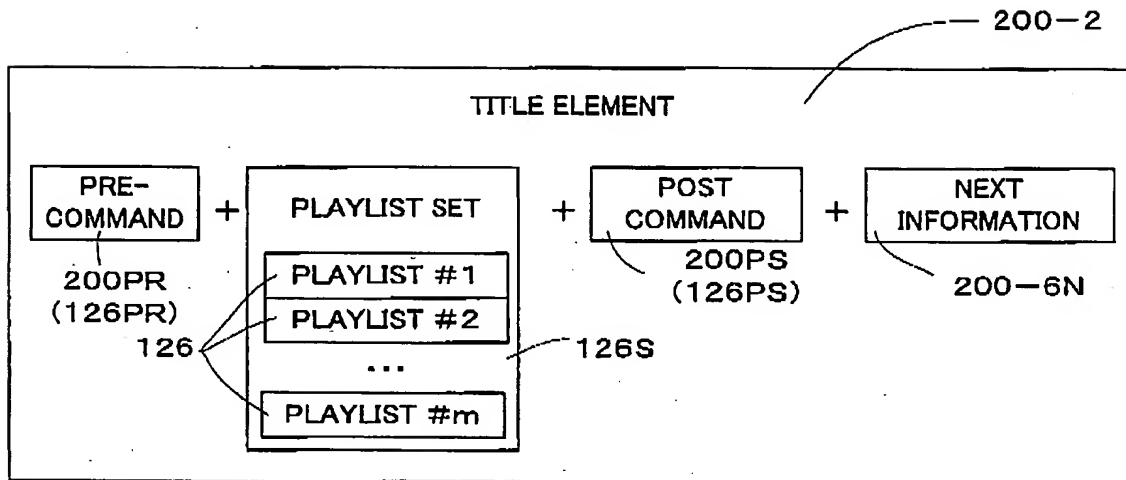 200-2
TITLE ELEMENT
PRE-
COMMAND
+
PLAYLIST SET
+
POST
COMMAND
+
NEXT
INFORMATION
200PR
(126PR)
PLAYLIST #1
PLAYLIST #2
...
PLAYLIST #m
126
126S
200PS
(126PS)
200-6N